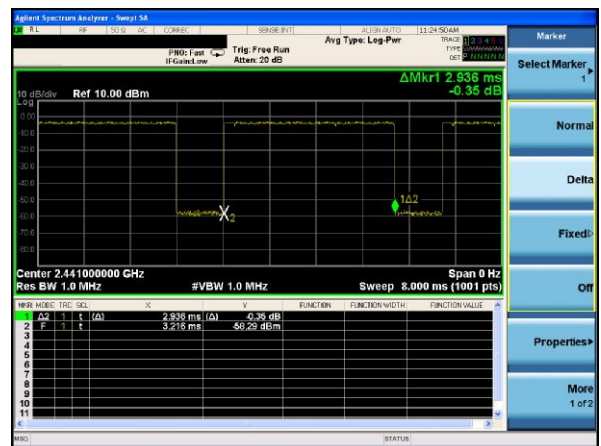 Agilent Spectrum Analyzer - Swept SA
RL RF 50 Ω AC CORREC SENSE:INT ALIGN AUTO 11:24:50 AM
PNO: Fast Trig: Free Run Avg Type: Log-Pwr TRACE 1 2 3 4 5 6
IFGain:Low Atten: 20 dB TYPE
DET P N N N N N
ΔMkr1 2.936 ms
-0.35 dB
10 dB/div Ref 10.00 dBm
Log
0.00
-10.0
-20.0
-30.0
-40.0
-50.0
-60.0
-70.0
-80.0
1Δ2
X2
Center 2.441000000 GHz Span 0 Hz
Res BW 1.0 MHz #VBW 1.0 MHz Sweep 8.000 ms (1001 pts)
MKR MODE TRC SCL X Y FUNCTION FUNCTION WIDTH FUNCTION VALUE
1 Δ2 1 t (Δ) 2.936 ms (Δ) -0.35 dB
2 F 1 t 3.216 ms -58.29 dBm
3
4
5
6
7
8
9
10
11
MSG STATUS
Marker
Select Marker
1
Normal
Delta
Fixed
Off
Properties
More
1 of 2